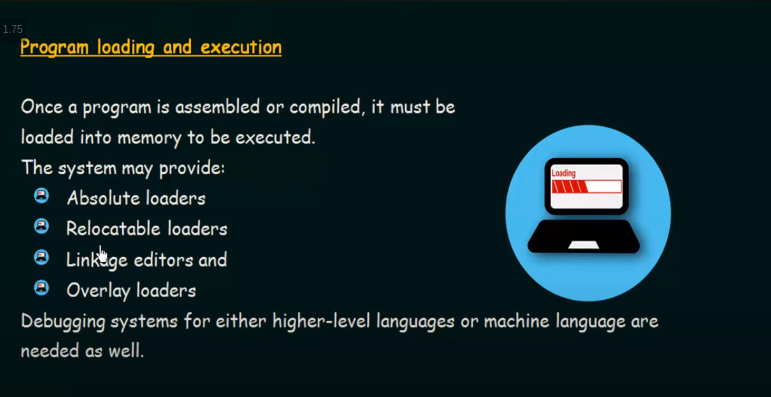 1.75
Program loading and execution
Once a program is assembled or compiled, it must be
loaded into memory to be executed.
The system may provide:
Absolute loaders
Relocatable loaders
Linkage editors and
Overlay loaders
Loading
Debugging systems for either higher-level languages or machine language are
needed as well.